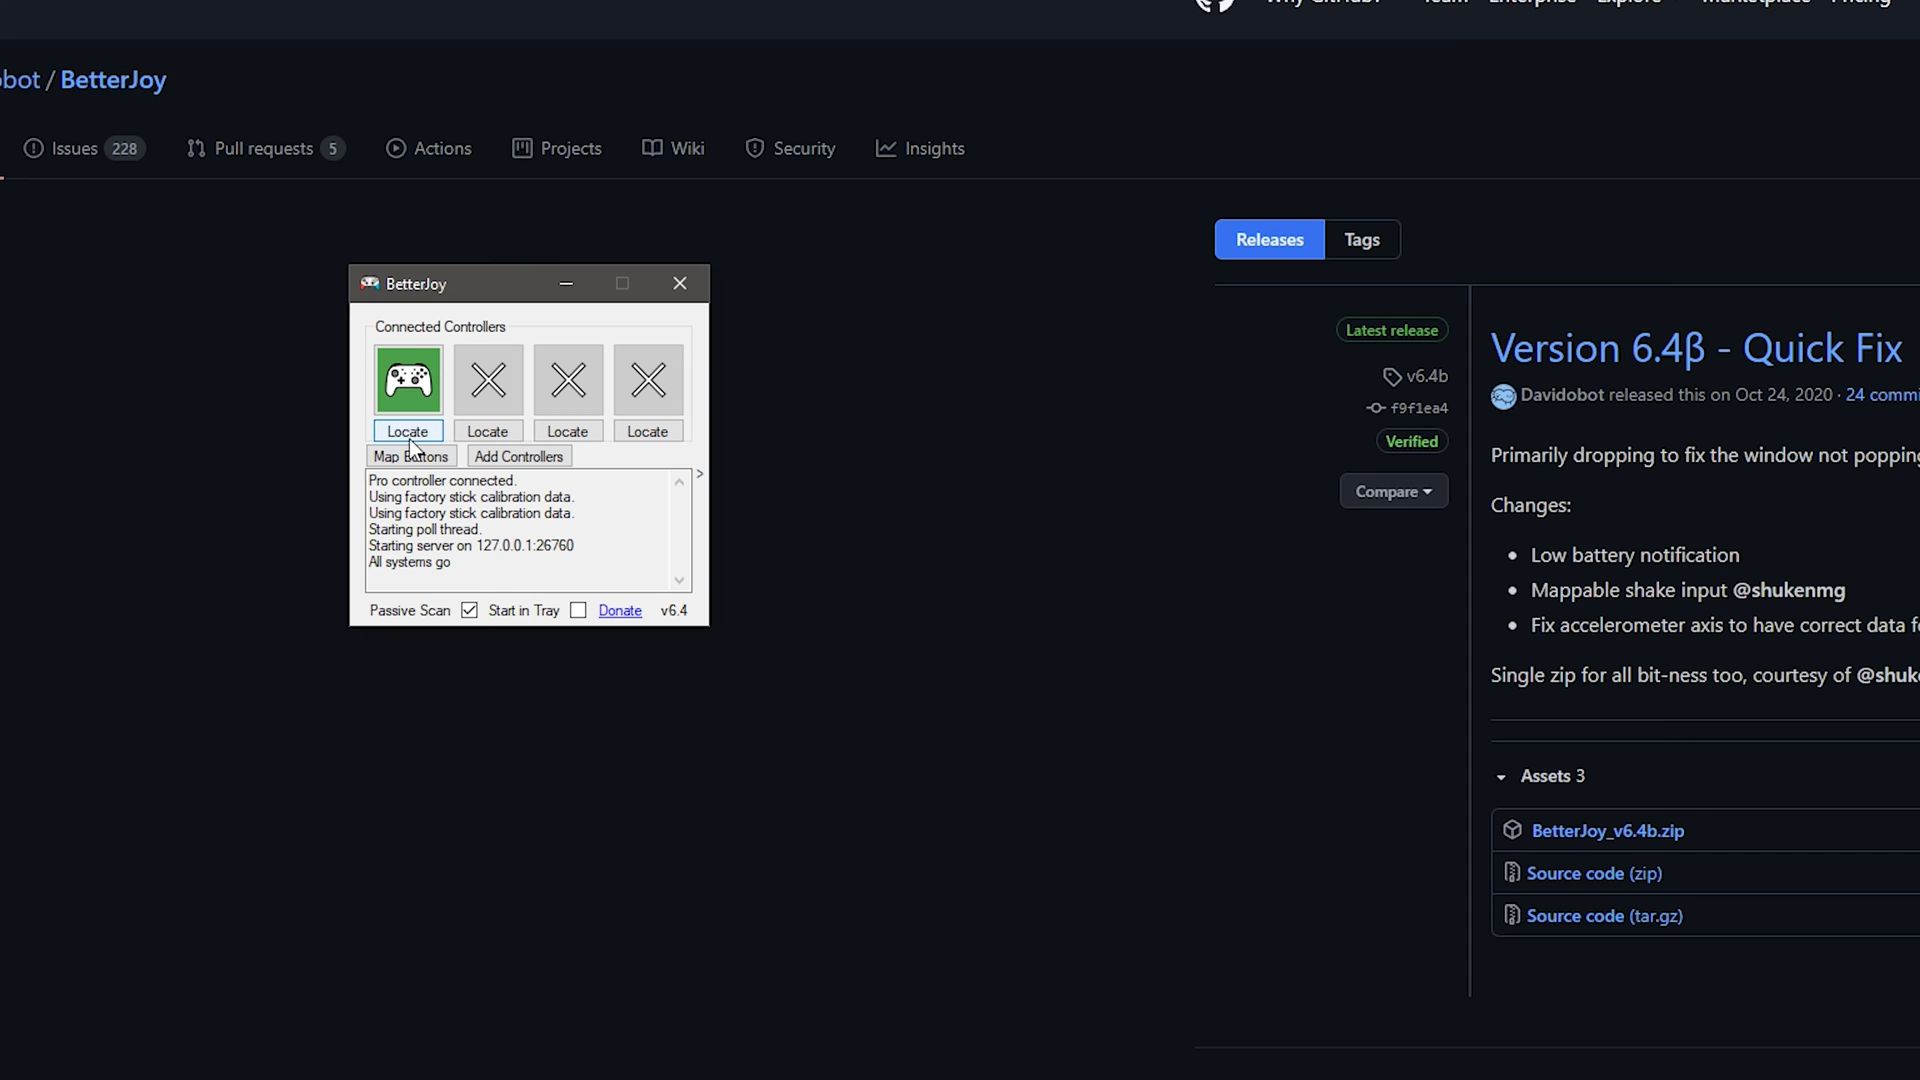 Team Enterprise
bot / BetterJoy
Issues 228 Pull requests 5 Actions Projects Wiki Security Insights
Releases Tags
BetterJoy
Connected Controllers
Locate Locate Locate Locate
Map Buttons Add Controllers
>
Pro controller connected.
Using factory stick calibration data.
Using factory stick calibration data.
Starting poll thread.
Starting server on 127.0.0.1:26760
All systems go
Passive Scan Start in Tray Donate v6.4
Latest release
v6.4b
f9f1ea4
Verified
Compare
Version 6.4β - Quick Fix
Davidobot released this on Oct 24, 2020 · 24 commi
Primarily dropping to fix the window not popping
Changes:
• Low battery notification
• Mappable shake input @shukenmg
• Fix accelerometer axis to have correct data f
Single zip for all bit-ness too, courtesy of @shuk
Assets 3
BetterJoy_v6.4b.zip
Source code (zip)
Source code (tar.gz)